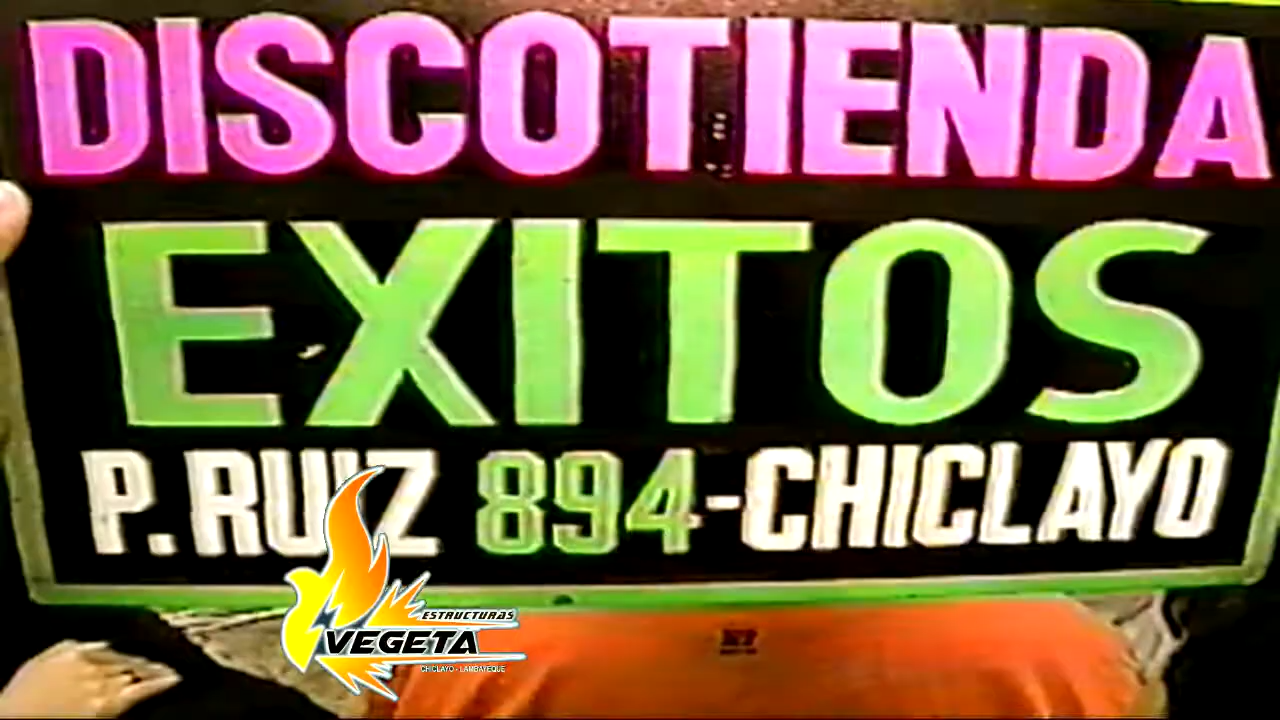 DISCOTIENDA
EXITOS
P. RUIZ 894-CHICLAYO
ESTRUCTURAS
VEGETA
CHICLAYO - LAMBAYEQUE